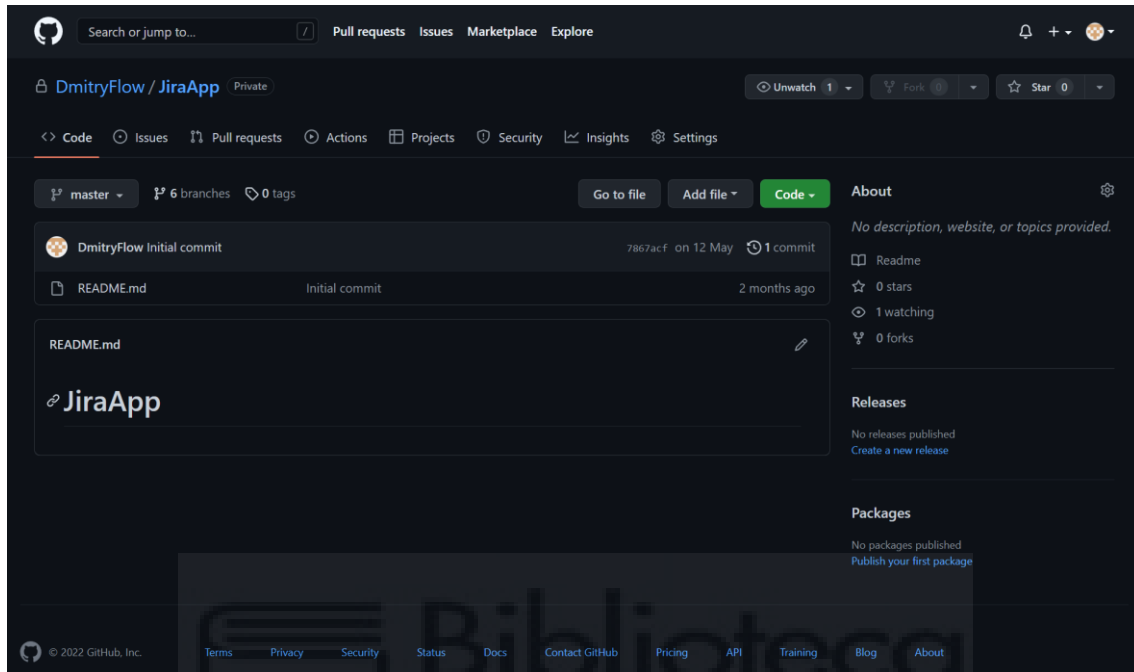 Search or jump to... / Pull requests Issues Marketplace Explore
DmitryFlow / JiraApp Private Unwatch 1 Fork 0 Star 0
Code Issues Pull requests Actions Projects Security Insights Settings
master 6 branches 0 tags Go to file Add file Code
DmitryFlow Initial commit 7867acf on 12 May 1 commit
README.md Initial commit 2 months ago
README.md
JiraApp
About
No description, website, or topics provided.
Readme
0 stars
1 watching
0 forks
Releases
No releases published
Create a new release
Packages
No packages published
Publish your first package
© 2022 GitHub, Inc. Terms Privacy Security Status Docs Contact GitHub Pricing API Training Blog About
Biblioteca